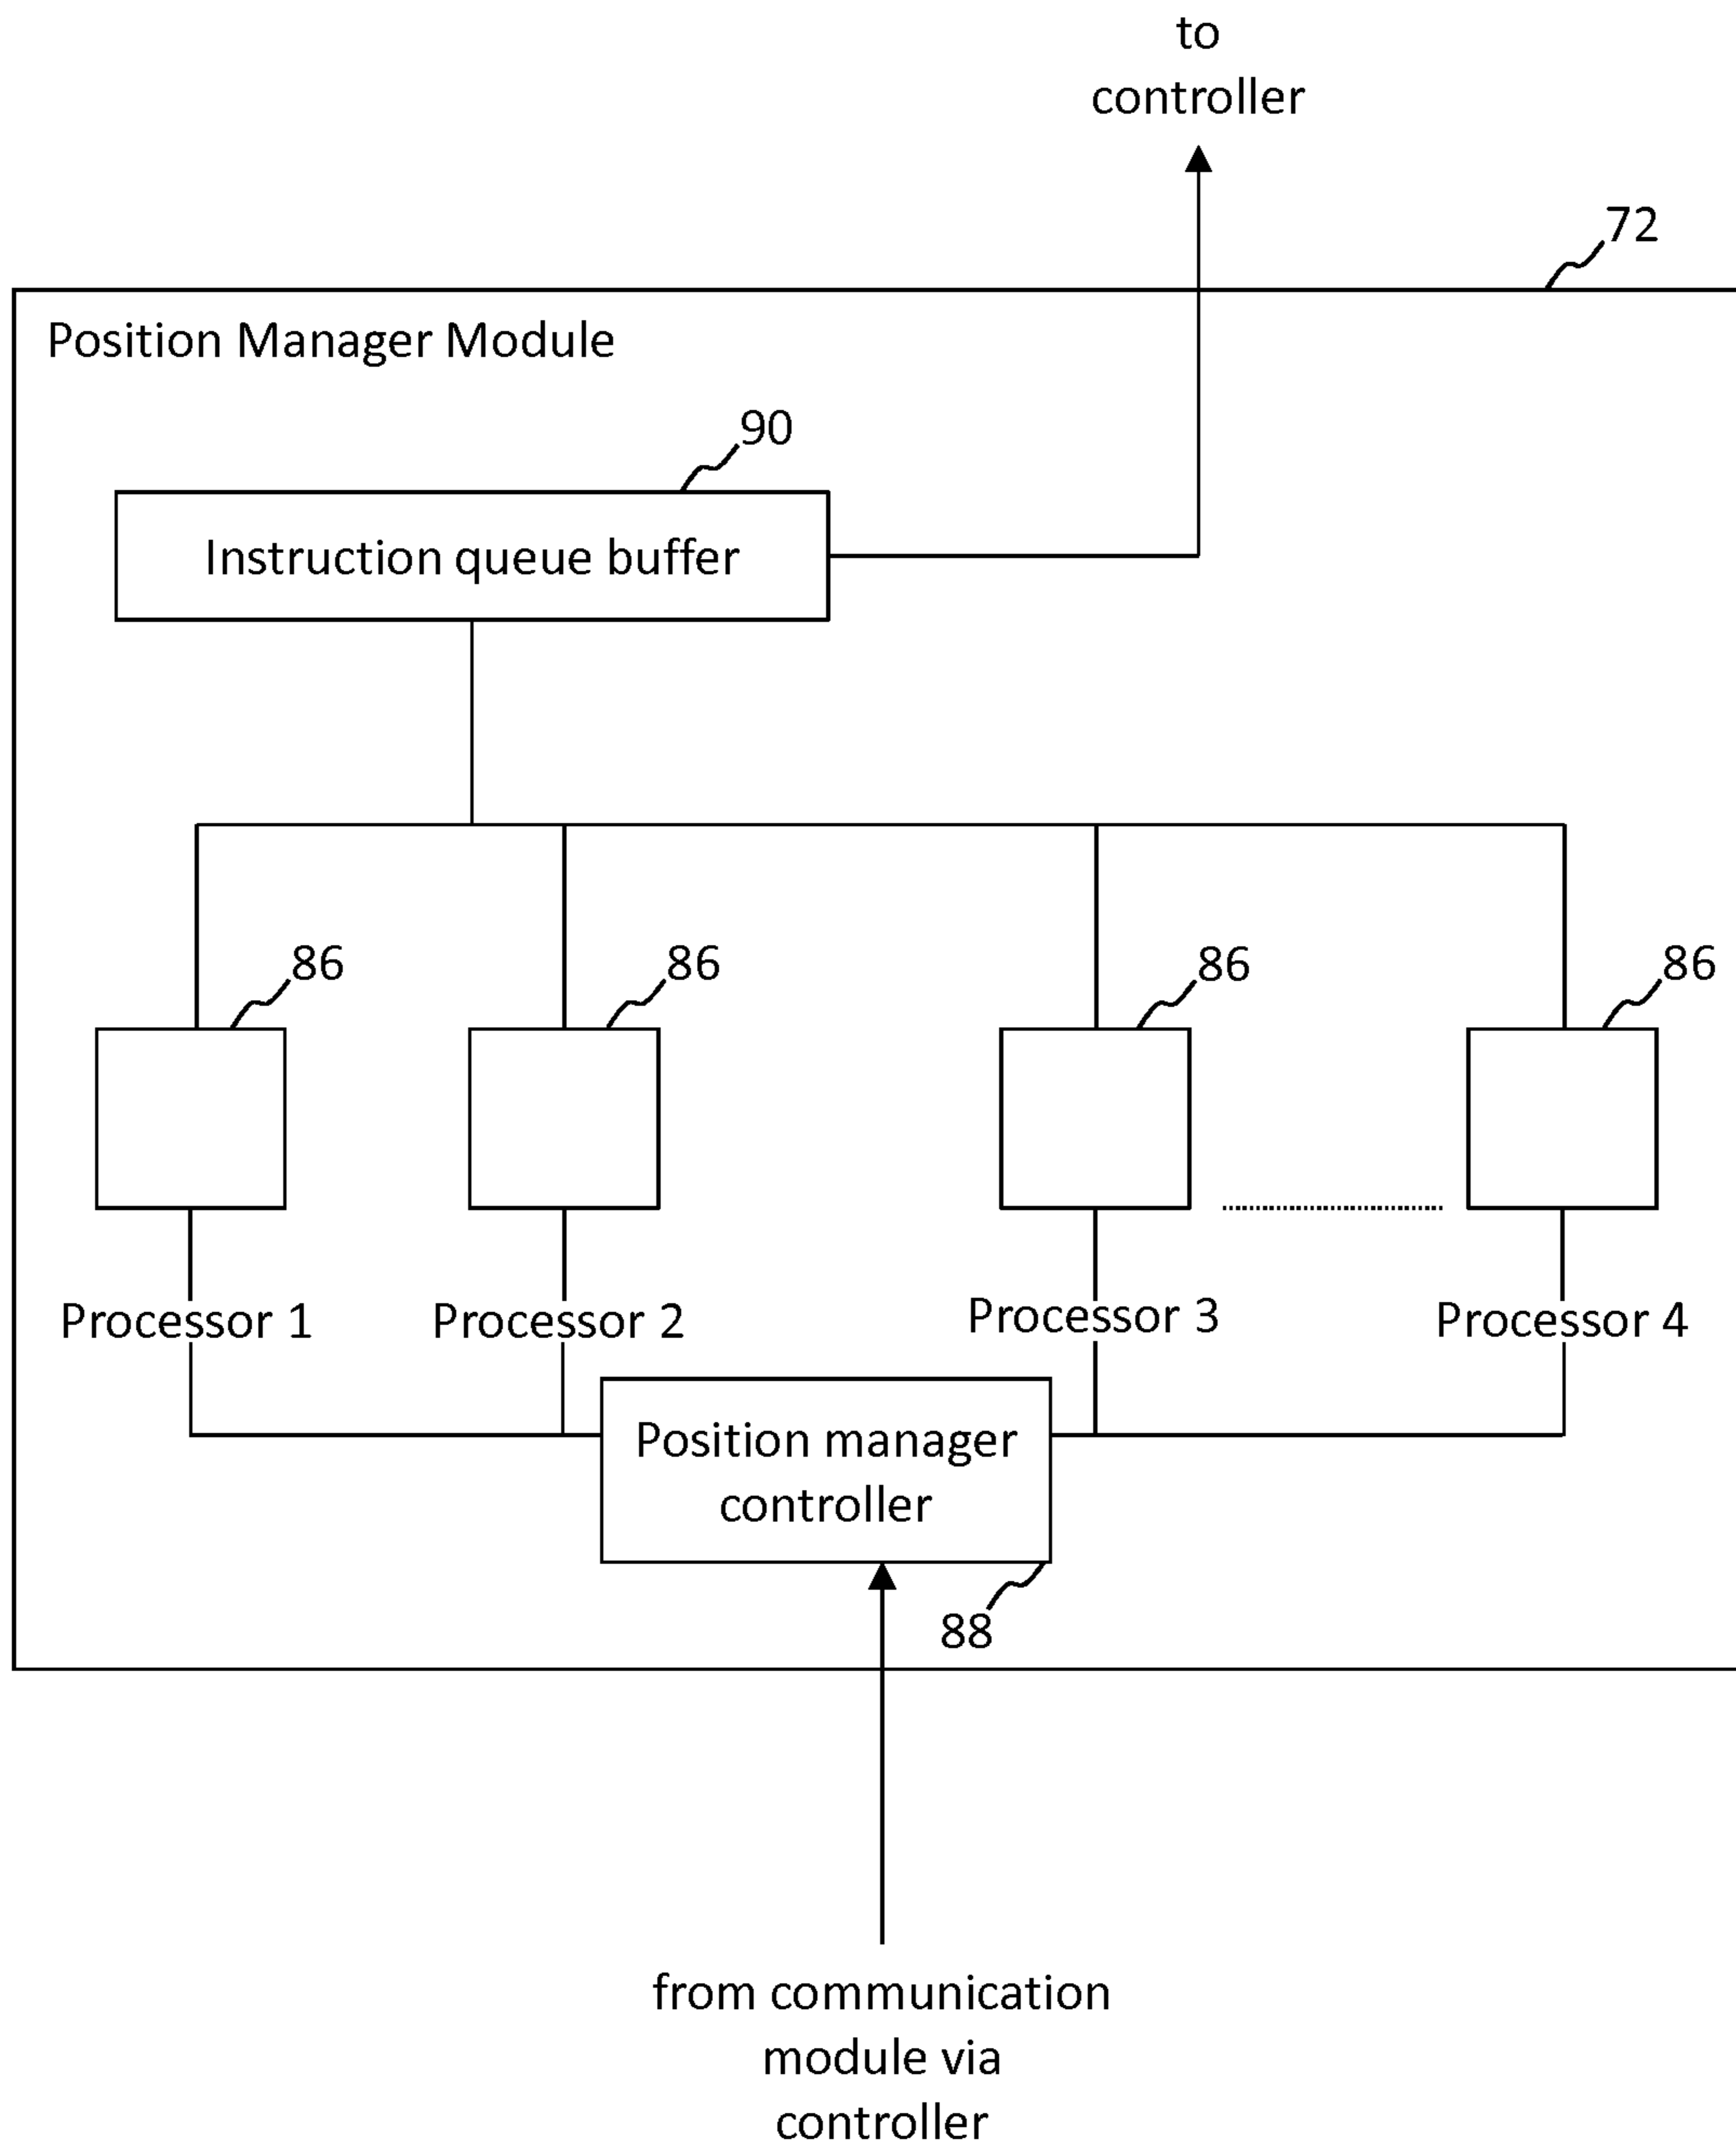 to
controller
72
Position Manager Module
90
Instruction queue buffer
86
86
86
86
Processor 1
Processor 2
Processor 3
Processor 4
Position manager
controller
88
from communication
module via
controller